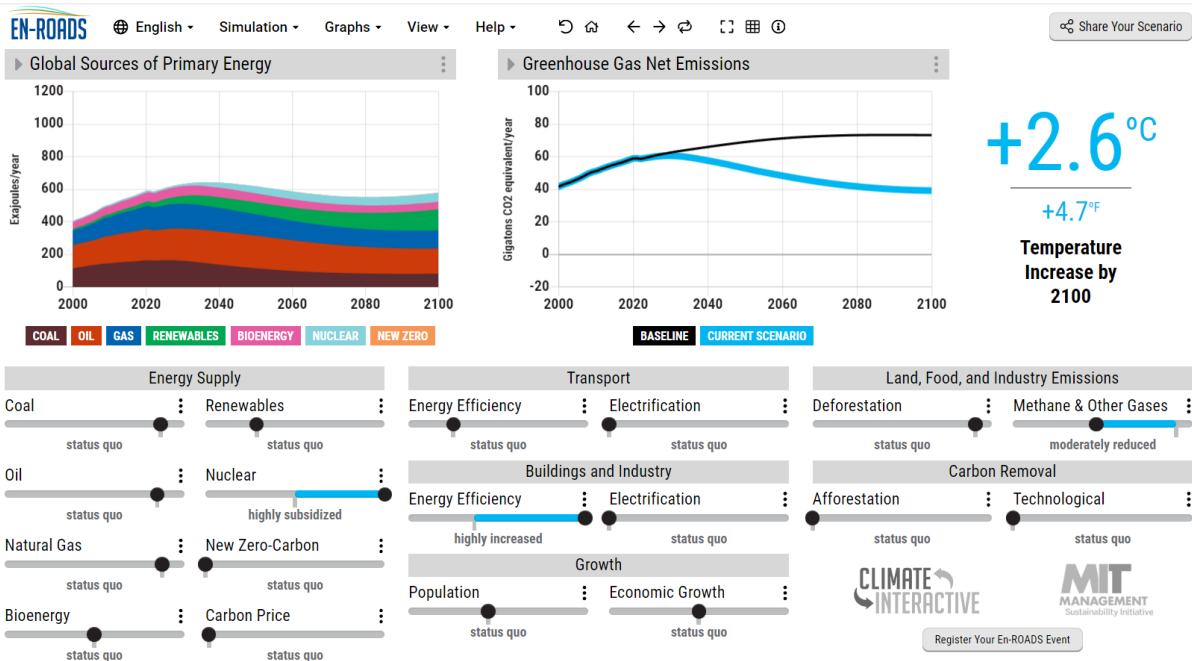 EN-ROADS
English
Simulation
Graphs
View
Help
Share Your Scenario
Global Sources of Primary Energy
Greenhouse Gas Net Emissions
Exajoules/year
1200
1000
800
600
400
200
0
2000 2020 2040 2060 2080 2100
COAL OIL GAS RENEWABLES BIOENERGY NUCLEAR NEW ZERO
Gigatons CO2 equivalent/year
100
80
60
40
20
0
-20
2000 2020 2040 2060 2080 2100
BASELINE CURRENT SCENARIO
+2.6ºC
+4.7ºF
Temperature
Increase by
2100
Energy Supply
Coal
status quo
Renewables
status quo
Oil
status quo
Nuclear
highly subsidized
Natural Gas
status quo
New Zero-Carbon
status quo
Bioenergy
status quo
Carbon Price
status quo
Transport
Energy Efficiency
status quo
Electrification
status quo
Buildings and Industry
Energy Efficiency
highly increased
Electrification
status quo
Growth
Population
status quo
Economic Growth
status quo
Land, Food, and Industry Emissions
Deforestation
status quo
Methane & Other Gases
moderately reduced
Carbon Removal
Afforestation
status quo
Technological
status quo
CLIMATE
INTERACTIVE
MIT
MANAGEMENT
Sustainability Initiative
Register Your En-ROADS Event